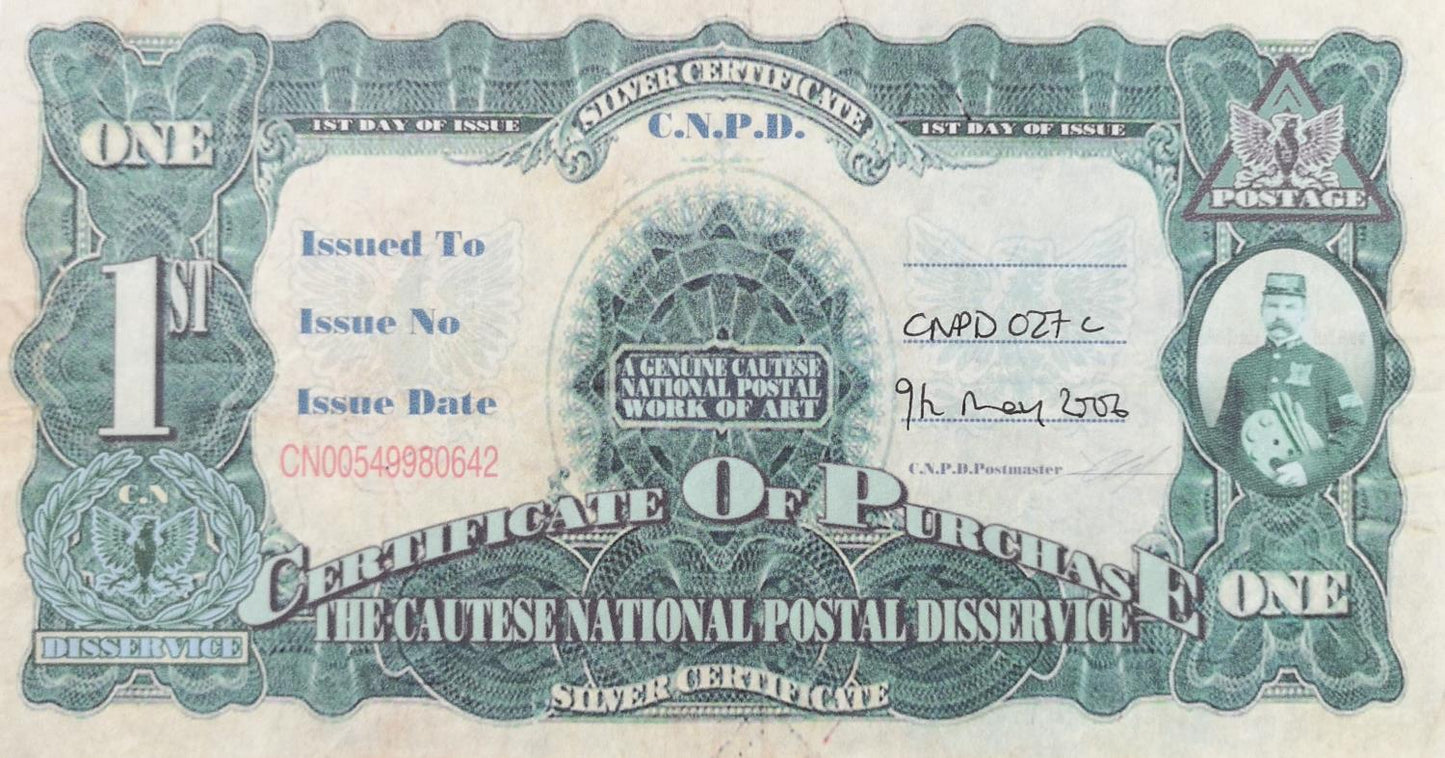 SILVER CERTIFICATE
C.N.P.D.
1ST DAY OF ISSUE
1ST DAY OF ISSUE
ONE
POSTAGE
1ST
Issued To
Issue No
CNPD 027 C
Issue Date
9th May 2006
A GENUINE CAUTESE
NATIONAL POSTAL
WORK OF ART
CN00549980642
C.N.P.D.Postmaster
C.N
DISSERVICE
CERTIFICATE OF PURCHASE
THE CAUTESE NATIONAL POSTAL DISSERVICE
ONE
SILVER CERTIFICATE